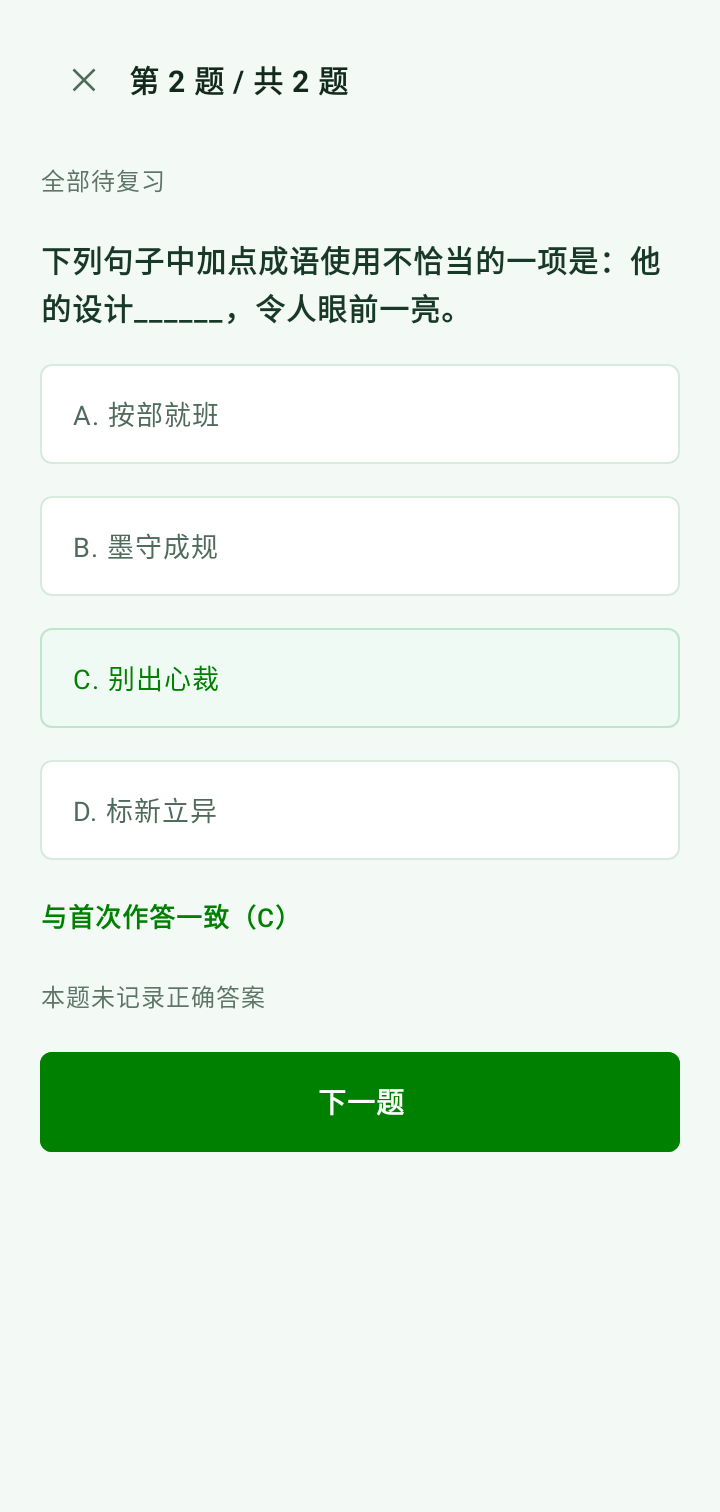 第 2 题 / 共 2 题
全部待复习
下列句子中加点成语使用不恰当的一项是：他
的设计______，令人眼前一亮。
A. 按部就班
B. 墨守成规
C. 别出心裁
D. 标新立异
与首次作答一致（C）
本题未记录正确答案
下一题